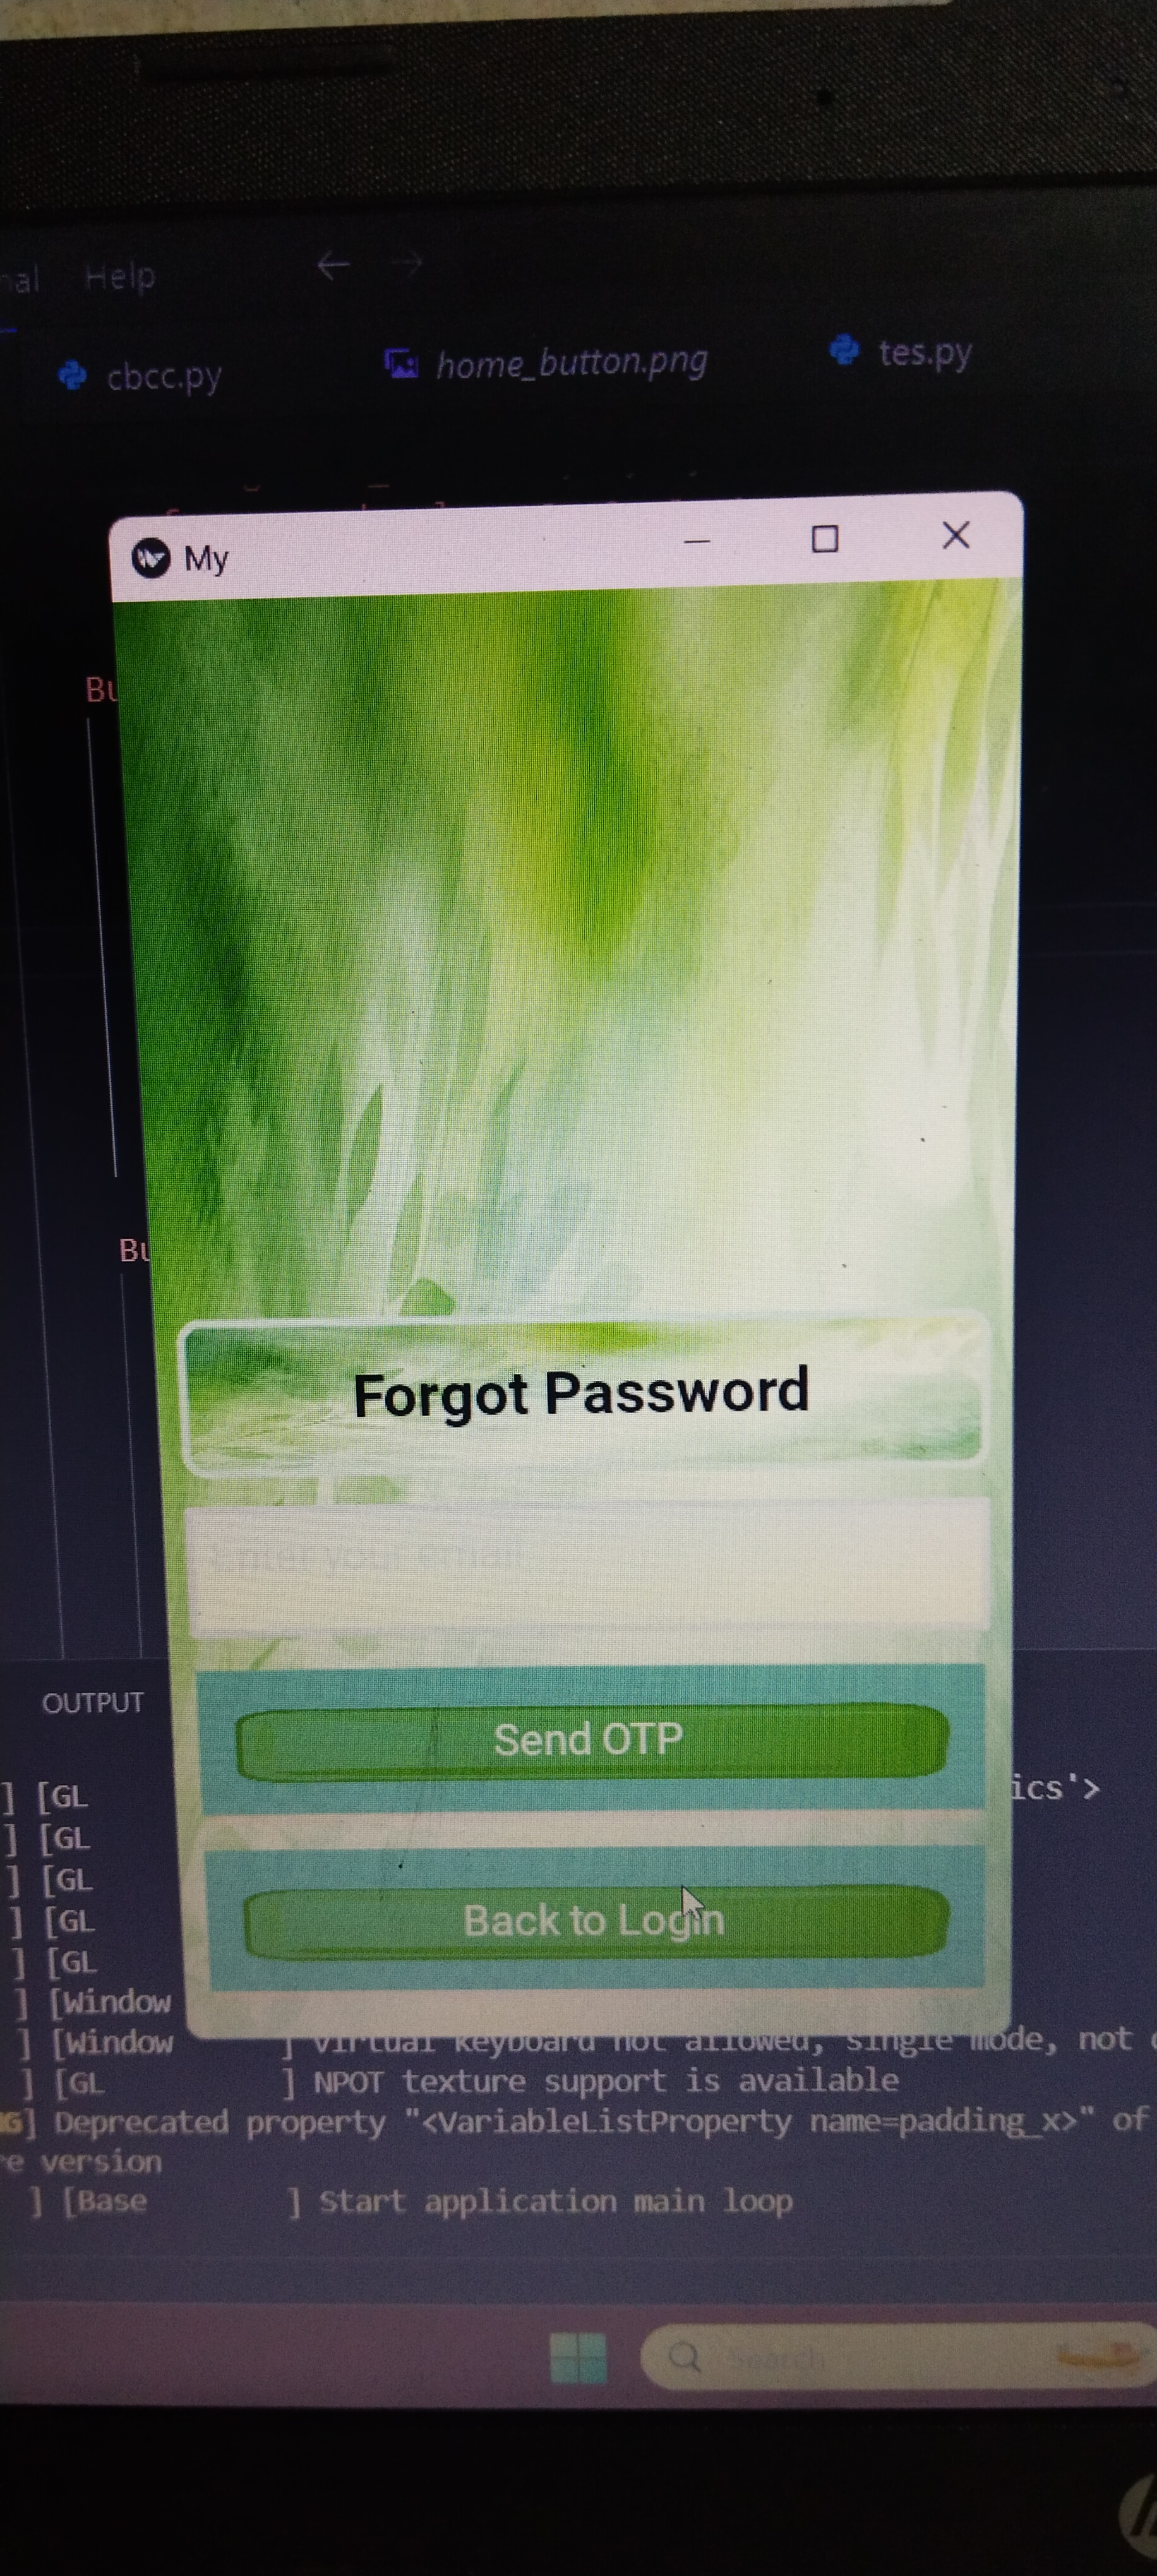 nal Help
cbcc.py home_button.png tes.py
My
Bu
Bu
Forgot Password
Enter your email
Send OTP
Back to Login
OUTPUT
] [GL ics'>
] [GL
] [GL
] [GL
] [GL
] [Window
] [Window ] virtual keyboard not allowed, single mode, not
] [GL ] NPOT texture support is available
G] Deprecated property "<VariableListProperty name=padding_x>" of
re version
] [Base ] Start application main loop
Search